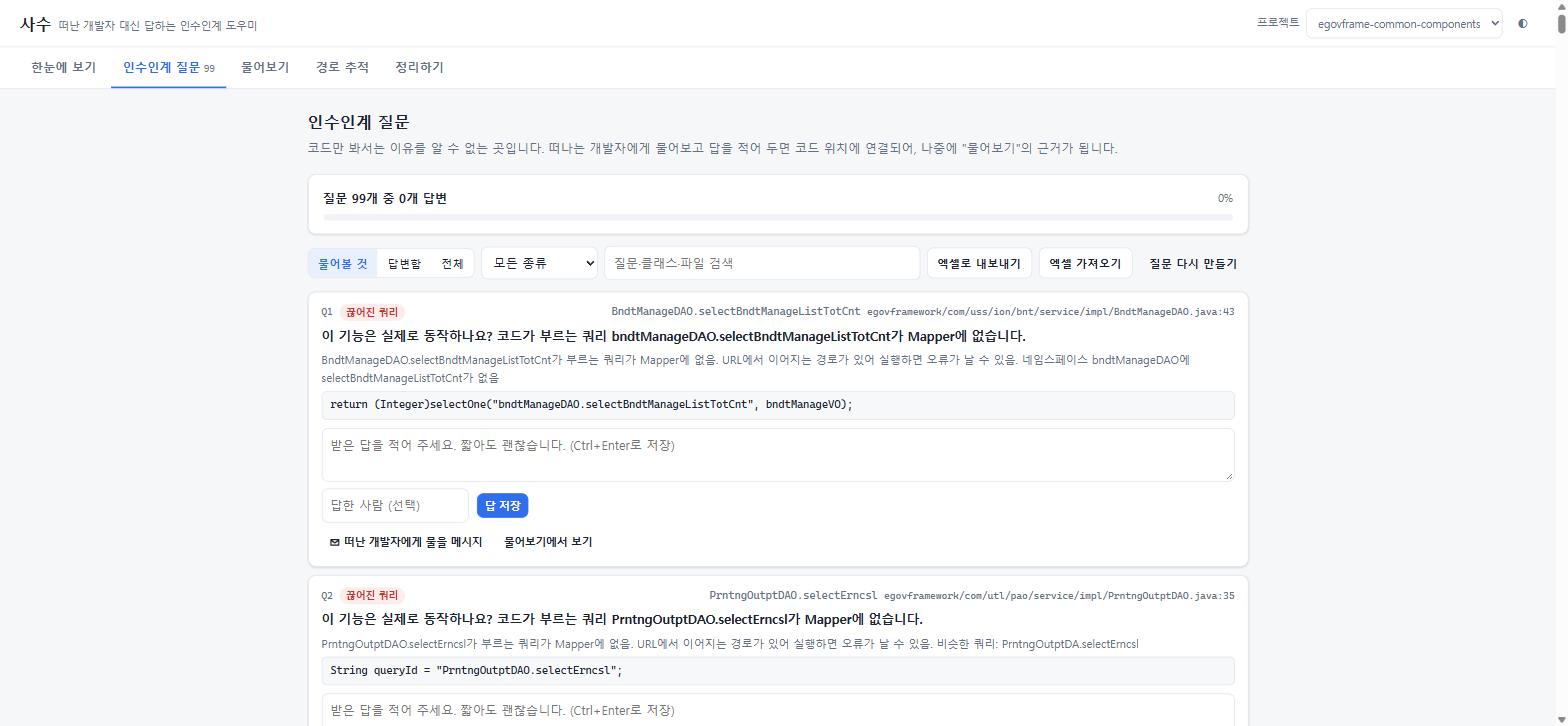 사수 떠난 개발자 대신 답하는 인수인계 도우미
프로젝트 egovframe-common-components
한눈에 보기 인수인계 질문 99 물어보기 경로 추적 정리하기
인수인계 질문
코드만 봐서는 이유를 알 수 없는 곳입니다. 떠나는 개발자에게 물어보고 답을 적어 두면 코드 위치에 연결되어, 나중에 "물어보기"의 근거가 됩니다.
질문 99개 중 0개 답변 0%
물어볼 것 답변함 전체 모든 종류 질문·클래스·파일 검색 엑셀로 내보내기 엑셀 가져오기 질문 다시 만들기
Q1 끊어진 쿼리 BndtManageDAO.selectBndtManageListTotCnt egovframework/com/uss/ion/bnt/service/impl/BndtManageDAO.java:43
이 기능은 실제로 동작하나요? 코드가 부르는 쿼리 bndtManageDAO.selectBndtManageListTotCnt가 Mapper에 없습니다.
BndtManageDAO.selectBndtManageListTotCnt가 부르는 쿼리가 Mapper에 없음. URL에서 이어지는 경로가 있어 실행하면 오류가 날 수 있음. 네임스페이스 bndtManageDAO에
selectBndtManageListTotCnt가 없음
return (Integer)selectOne("bndtManageDAO.selectBndtManageListTotCnt", bndtManageVO);
받은 답을 적어 주세요. 짧아도 괜찮습니다. (Ctrl+Enter로 저장)
답한 사람 (선택) 답 저장
떠난 개발자에게 물을 메시지 물어보기에서 보기
Q2 끊어진 쿼리 PrntngOutptDAO.selectErncsl egovframework/com/utl/pao/service/impl/PrntngOutptDAO.java:35
이 기능은 실제로 동작하나요? 코드가 부르는 쿼리 PrntngOutptDAO.selectErncsl가 Mapper에 없습니다.
PrntngOutptDAO.selectErncsl가 부르는 쿼리가 Mapper에 없음. URL에서 이어지는 경로가 있어 실행하면 오류가 날 수 있음. 비슷한 쿼리: PrntngOutptDA.selectErncsl
String queryId = "PrntngOutptDAO.selectErncsl";
받은 답을 적어 주세요. 짧아도 괜찮습니다. (Ctrl+Enter로 저장)